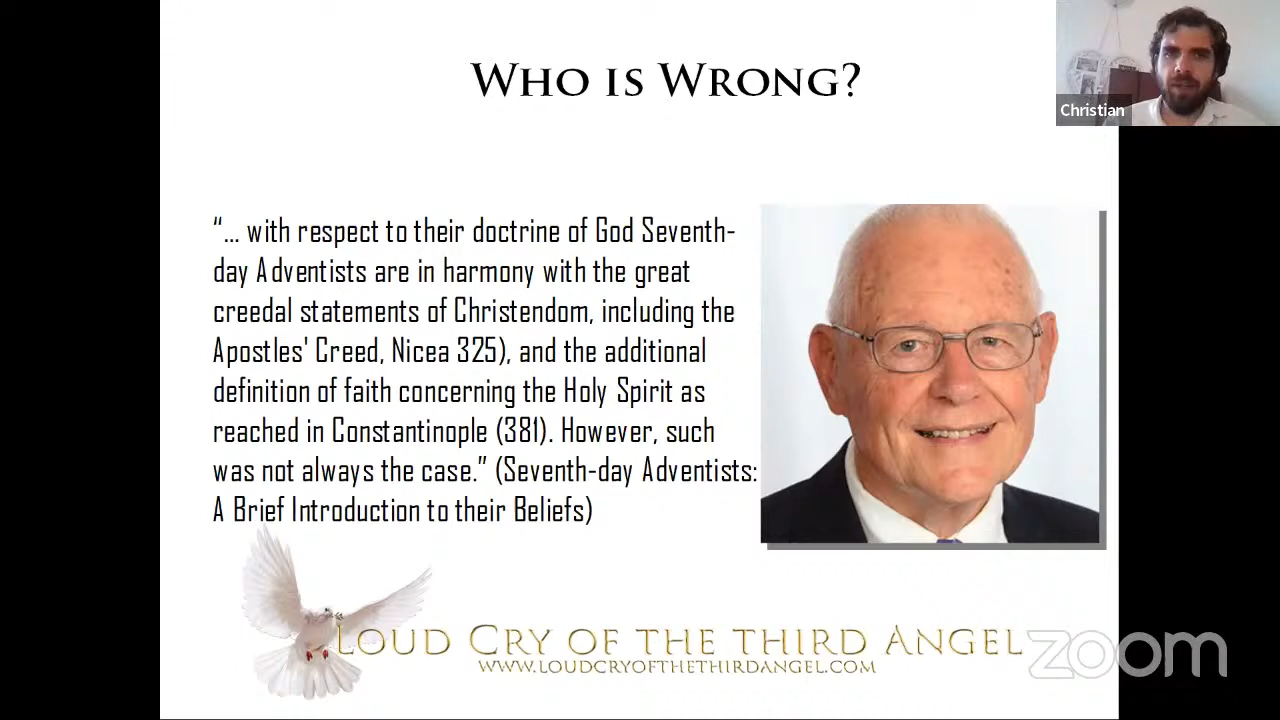 WHO IS WRONG?
Christian
“... with respect to their doctrine of God Seventh-
day Adventists are in harmony with the great
creedal statements of Christendom, including the
Apostles' Creed, Nicea 325), and the additional
definition of faith concerning the Holy Spirit as
reached in Constantinople (381). However, such
was not always the case.” (Seventh-day Adventists:
A Brief Introduction to their Beliefs)
LOUD CRY OF THE THIRD ANGEL
WWW.LOUDCRYOFTHETHIRDANGEL.COM
zoom